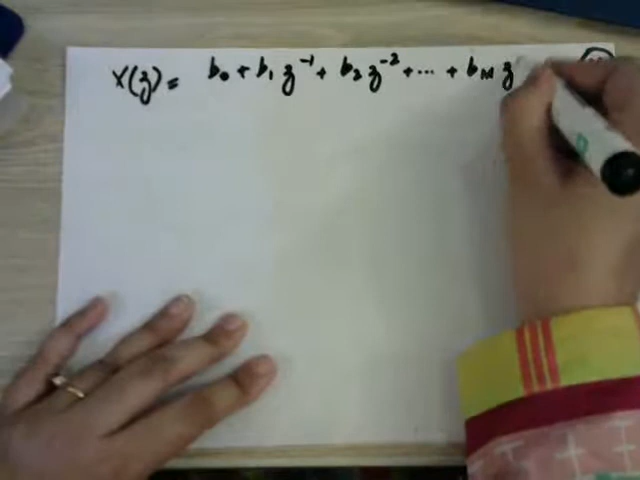 X(z) = b₀ + b₁ z⁻¹ + b₂ z⁻² + ... + b_M z